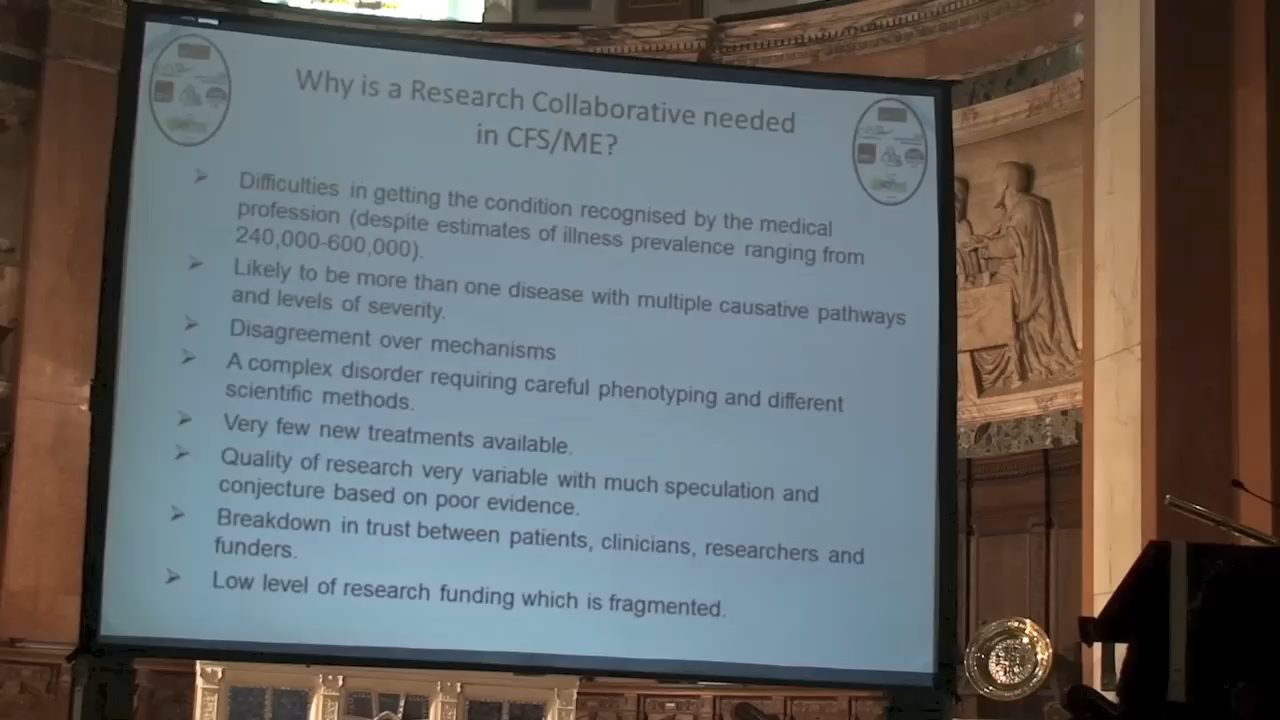 Why is a Research Collaborative needed
in CFS/ME?
Difficulties in getting the condition recognised by the medical
profession (despite estimates of illness prevalence ranging from
240,000-600,000).
Likely to be more than one disease with multiple causative pathways
and levels of severity.
Disagreement over mechanisms
A complex disorder requiring careful phenotyping and different
scientific methods.
Very few new treatments available.
Quality of research very variable with much speculation and
conjecture based on poor evidence.
Breakdown in trust between patients, clinicians, researchers and
funders.
Low level of research funding which is fragmented.